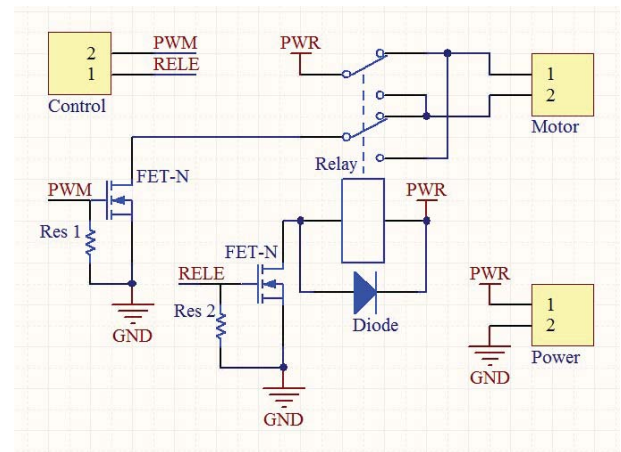 2 PWM
1 RELE
Control
PWR
1
2
Motor
Relay
FET-N
PWM
Res 1
GND
PWR
FET-N
RELE
Res 2
Diode
GND
PWR
1
2
Power
GND